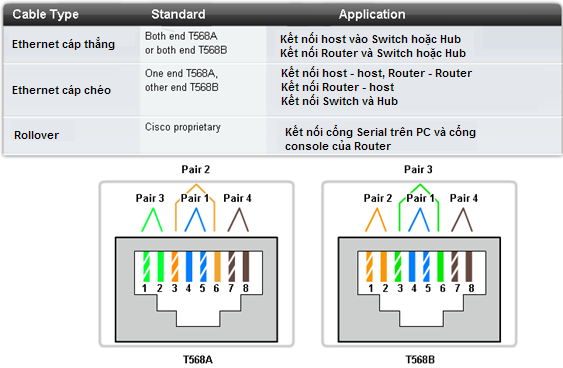 Cable Type Standard Application
Ethernet cáp thẳng
Both end T568A
or both end T568B
Kết nối host vào Switch hoặc Hub
Kết nối Router và Switch hoặc Hub
Ethernet cáp chéo
One end T568A,
other end T568B
Kết nối host - host, Router - Router
Kết nối Router - host
Kết nối Switch và Hub
Rollover
Cisco proprietary
Kết nối cổng Serial trên PC và cổng
console của Router
Pair 2
Pair 3 Pair 1 Pair 4
1 2 3 4 5 6 7 8
T568A
Pair 3
Pair 2 Pair 1 Pair 4
1 2 3 4 5 6 7 8
T568B